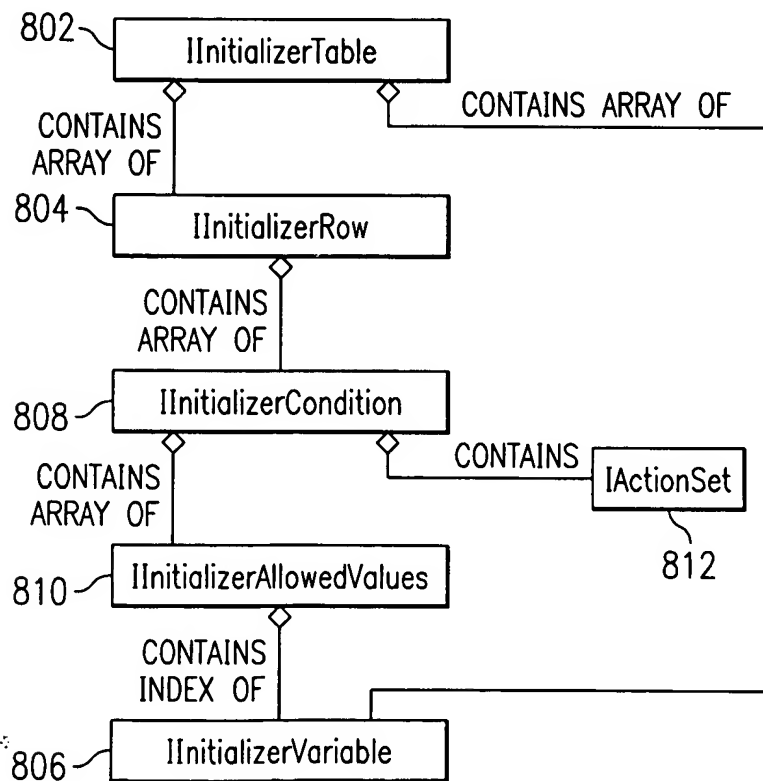 802
IInitializerTable
CONTAINS
ARRAY OF
CONTAINS ARRAY OF
804
IInitializerRow
CONTAINS
ARRAY OF
808
IInitializerCondition
CONTAINS
ARRAY OF
CONTAINS
IActionSet
812
810
IInitializerAllowedValues
CONTAINS
INDEX OF
806
IInitializerVariable